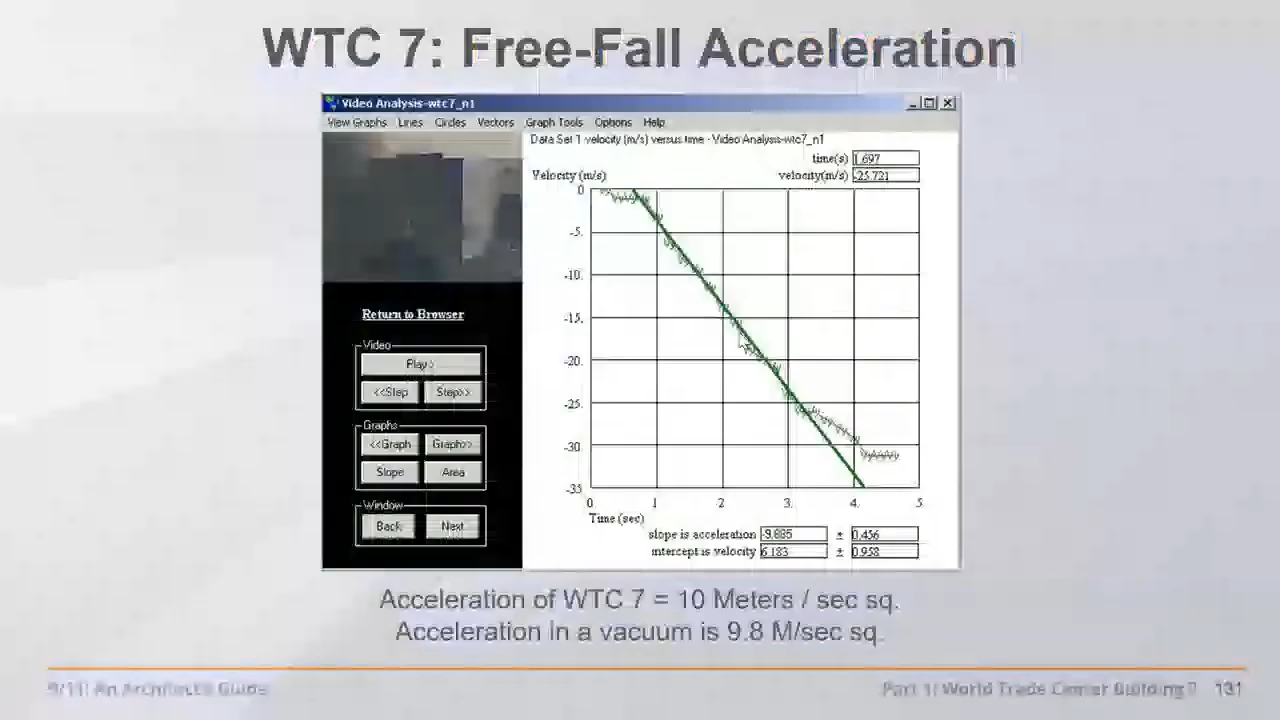 WTC 7: Free-Fall Acceleration
Video Analysis-wtc7_n1
View Graphs Lines Circles Vectors Graph Tools Options Help
Data Set 1 velocity (m/s) versus time - Video Analysis-wtc7_n1
time(s) 1.697
Velocity (m/s) velocity(m/s) -25.721
0
-5.
-10.
-15.
-20.
-25.
-30.
-35
0. 1 2 3. 4. 5.
Time (sec)
slope is acceleration -9.885 ± 0.456
intercept is velocity 6.183 ± 0.958
Return to Browser
Video
Play>
<<Step Step>>
Graphs
<<Graph Graph>>
Slope Area
Window
Back Next
Acceleration of WTC 7 = 10 Meters / sec sq.
Acceleration in a vacuum is 9.8 M/sec sq.
9/11: An Architect's Guide Part 1: World Trade Center Building 7 131